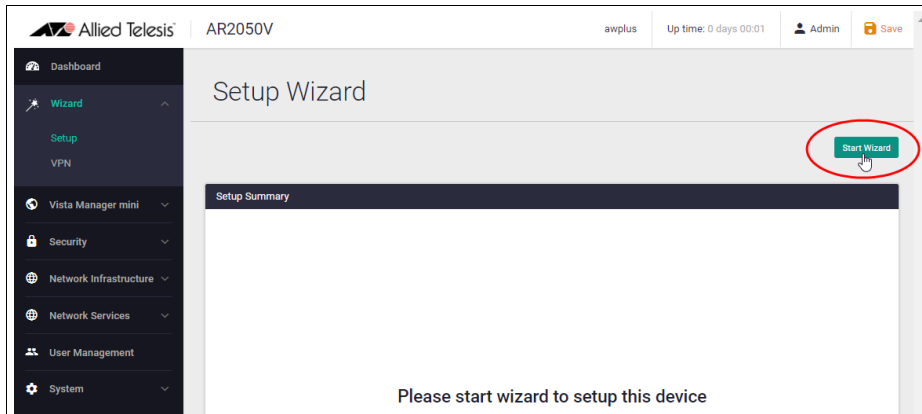 Allied Telesis
AR2050V
awplus
Up time: 0 days 00:01
Admin
Save
Dashboard
Wizard
Setup
VPN
Vista Manager mini
Security
Network Infrastructure
Network Services
User Management
System
Setup Wizard
Start Wizard
Setup Summary
Please start wizard to setup this device